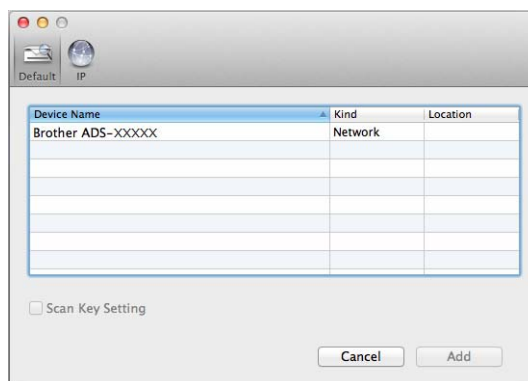 Default IP
Device Name Kind Location
Brother ADS-XXXXX Network
Scan Key Setting
Cancel Add